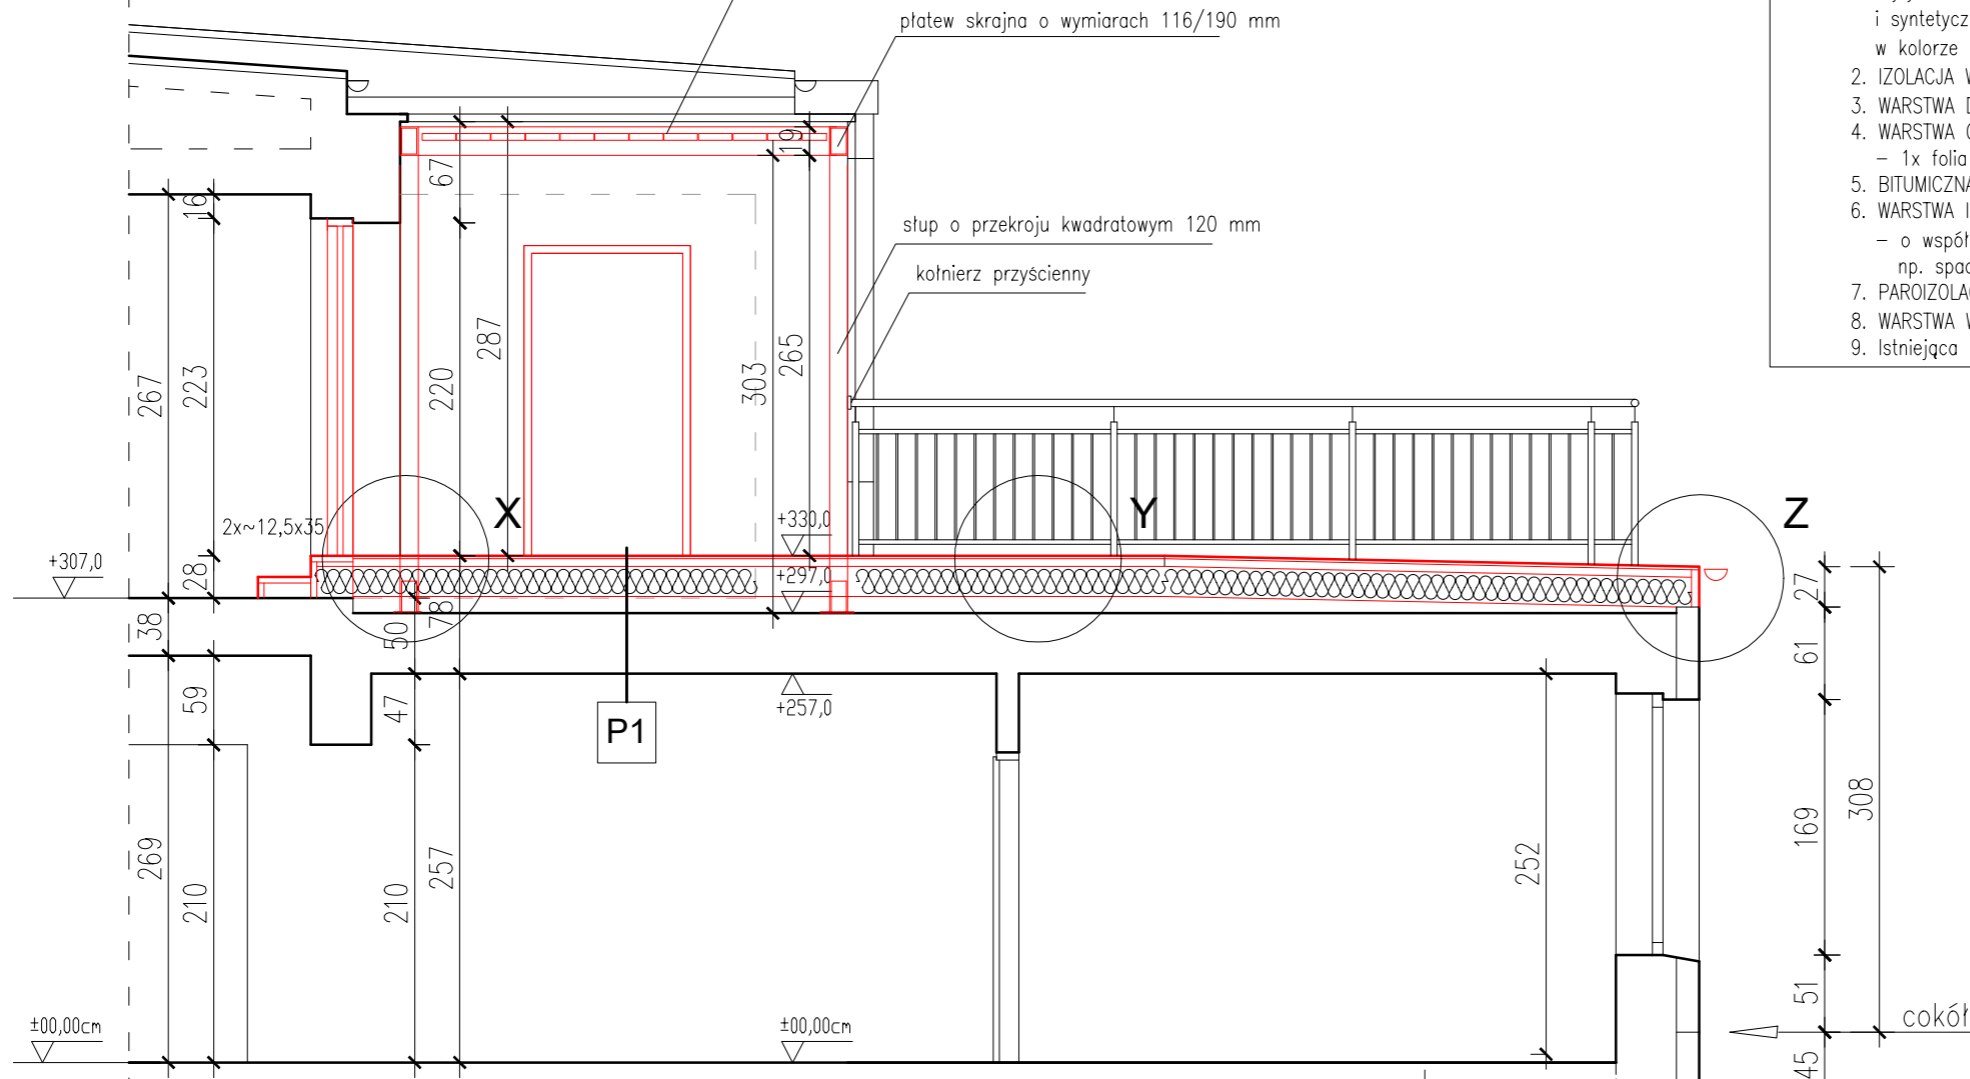 płatew skrajna o wymiarach 116/190 mm
słup o przekroju kwadratowym 120 mm
kołnierz przyścienny
i syntetycz
w kolorze
2. IZOLACJA
3. WARSTWA
4. WARSTWA
– 1x folia
5. BITUMICZNA
6. WARSTWA
– o współ
np. spad
7. PAROIZOLA
8. WARSTWA
9. Istniejąca
16
67
19
267
223
220
287
303
265
2x~12,5x35
X
Y
Z
+330,0
+297,0
+307,0
28
38
50
78
27
61
59
47
+257,0
P1
269
210
210
257
252
169
308
51
45
±00,00cm
±00,00cm
cokół